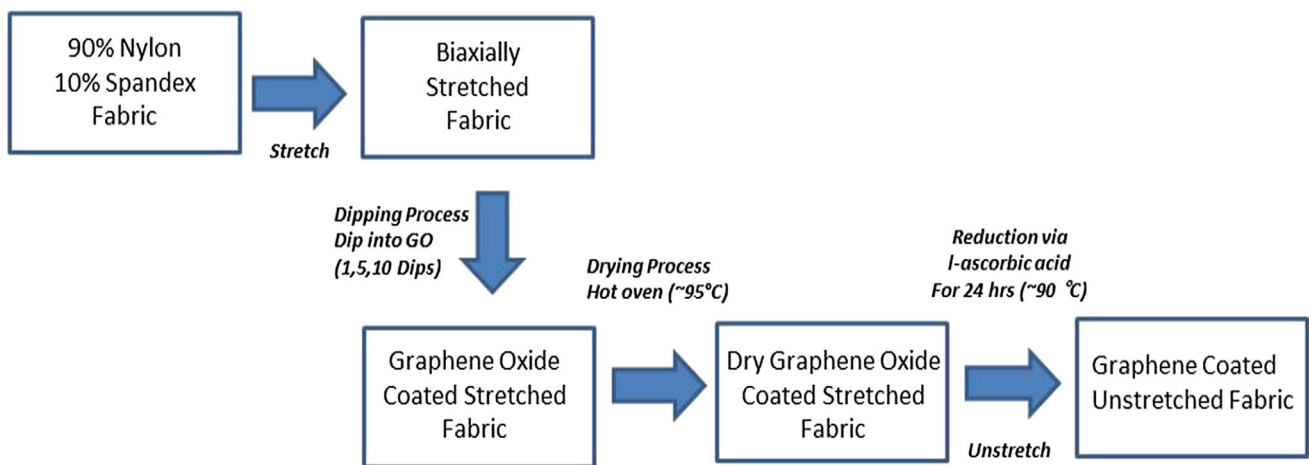 90% Nylon
10% Spandex
Fabric
Stretch
Biaxially
Stretched
Fabric
Dipping Process
Dip into GO
(1,5,10 Dips)
Graphene Oxide
Coated Stretched
Fabric
Drying Process
Hot oven (~95°C)
Dry Graphene Oxide
Coated Stretched
Fabric
Reduction via
l-ascorbic acid
For 24 hrs (~90 °C)
Unstretch
Graphene Coated
Unstretched Fabric